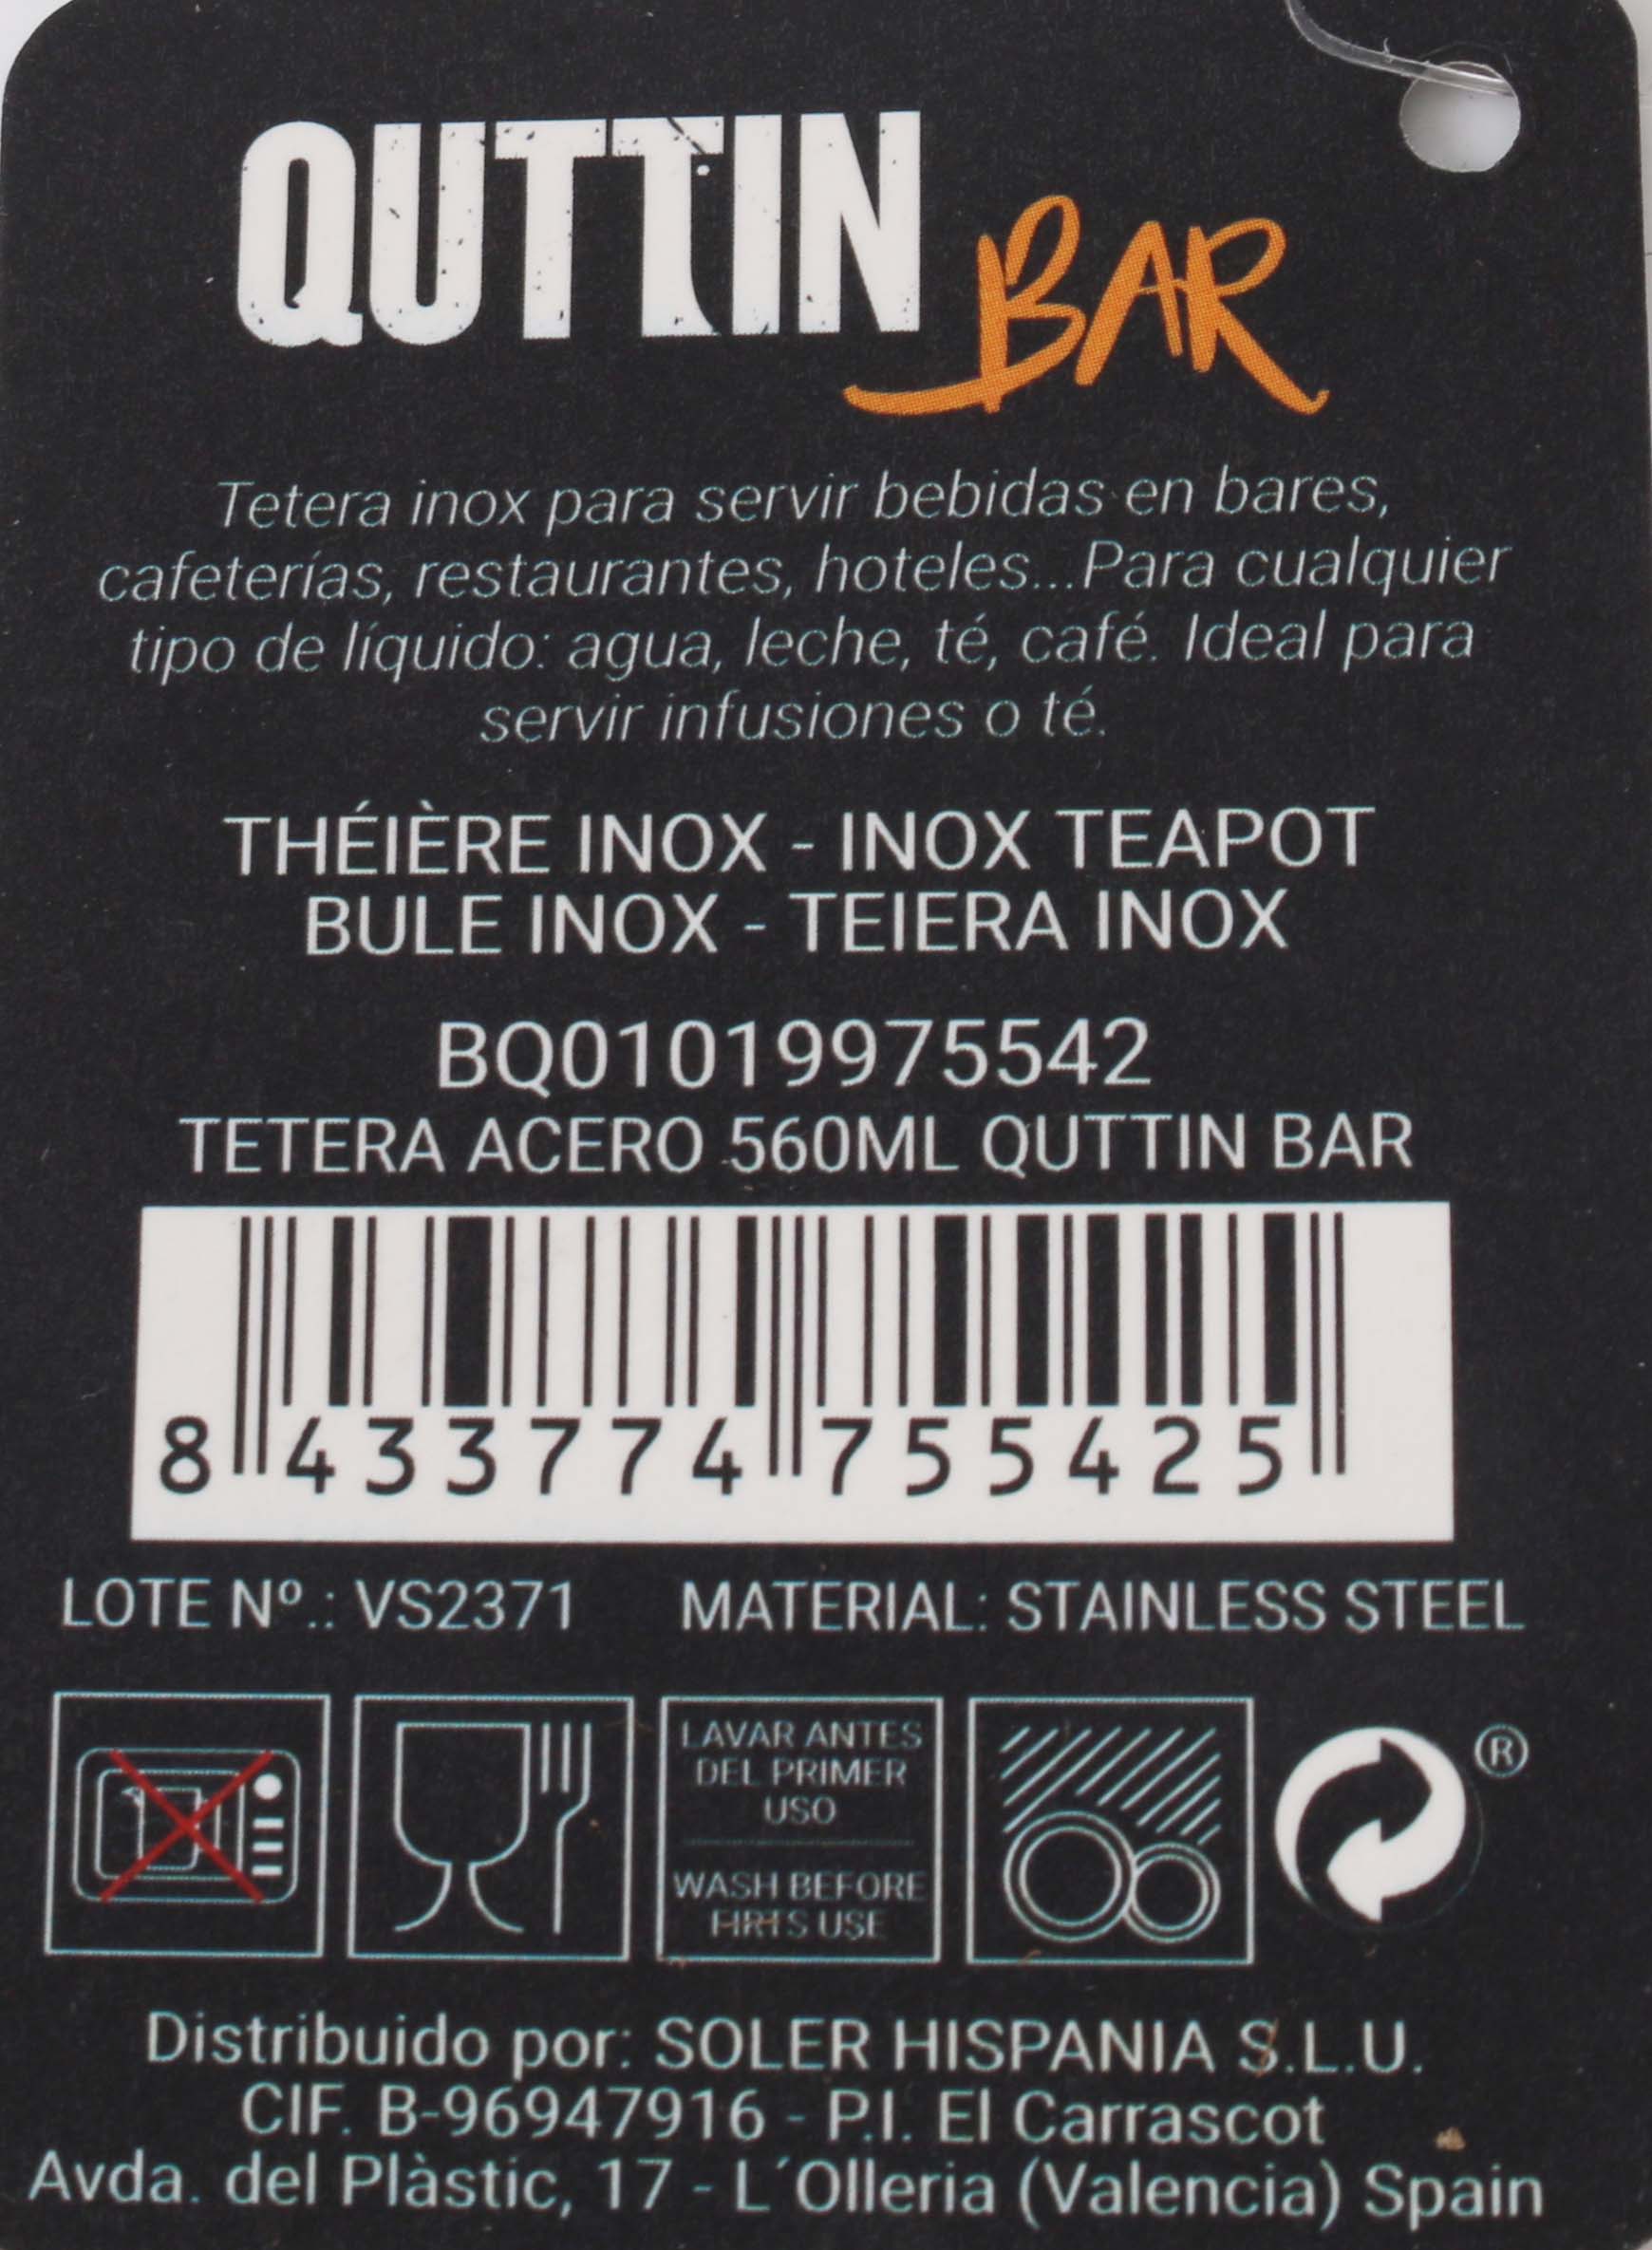 QUTTIN BAR
Tetera inox para servir bebidas en bares,
cafeterías, restaurantes, hoteles...Para cualquier
tipo de líquido: agua, leche, té, café. Ideal para
servir infusiones o té.
THÉIÈRE INOX - INOX TEAPOT
BULE INOX - TEIERA INOX
BQ01019975542
TETERA ACERO 560ML QUTTIN BAR
8 433774 755425
LOTE Nº.: VS2371 MATERIAL: STAINLESS STEEL
LAVAR ANTES
DEL PRIMER
USO
WASH BEFORE
FIRTS USE
®
Distribuido por: SOLER HISPANIA S.L.U.
CIF. B-96947916 - P.I. El Carrascot
Avda. del Plàstic, 17 - L´Olleria (Valencia) Spain